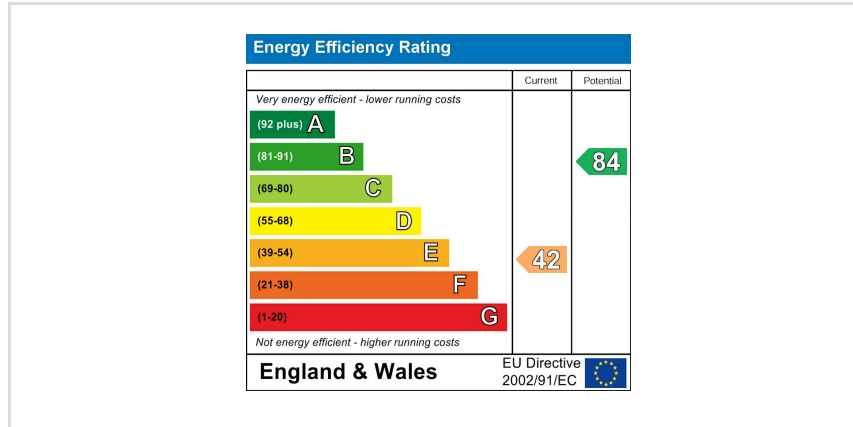 Energy Efficiency Rating
Current Potential
Very energy efficient - lower running costs
(92 plus) A
(81-91) B
84
(69-80) C
(55-68) D
(39-54) E
42
(21-38) F
(1-20) G
Not energy efficient - higher running costs
England & Wales
EU Directive
2002/91/EC